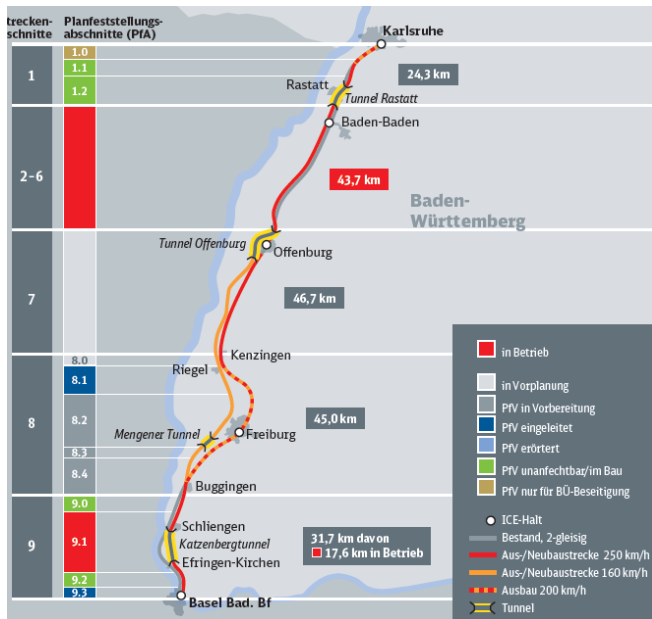 trecken-
schnitte
Planfeststellungs-
abschnitte (PfA)
Karlsruhe
1
1.0
1.1
1.2
24,3 km
Rastatt
Tunnel Rastatt
Baden-Baden
2–6
43,7 km
Baden-
Württemberg
Tunnel Offenburg
Offenburg
7
46,7 km
Kenzingen
Riegel
8
8.0
8.1
8.2
8.3
8.4
45,0 km
Mengener Tunnel
Freiburg
Buggingen
9
9.0
9.1
9.2
9.3
Schliengen
Katzenbergtunnel
Efringen-Kirchen
31,7 km davon
17,6 km in Betrieb
Basel Bad. Bf
in Betrieb
in Vorplanung
PfV in Vorbereitung
PfV eingeleitet
PfV erörtert
PfV unanfechtbar/im Bau
PfV nur für BÜ-Beseitigung
ICE-Halt
Bestand, 2-gleisig
Aus-/Neubaustrecke 250 km/h
Aus-/Neubaustrecke 160 km/h
Ausbau 200 km/h
Tunnel